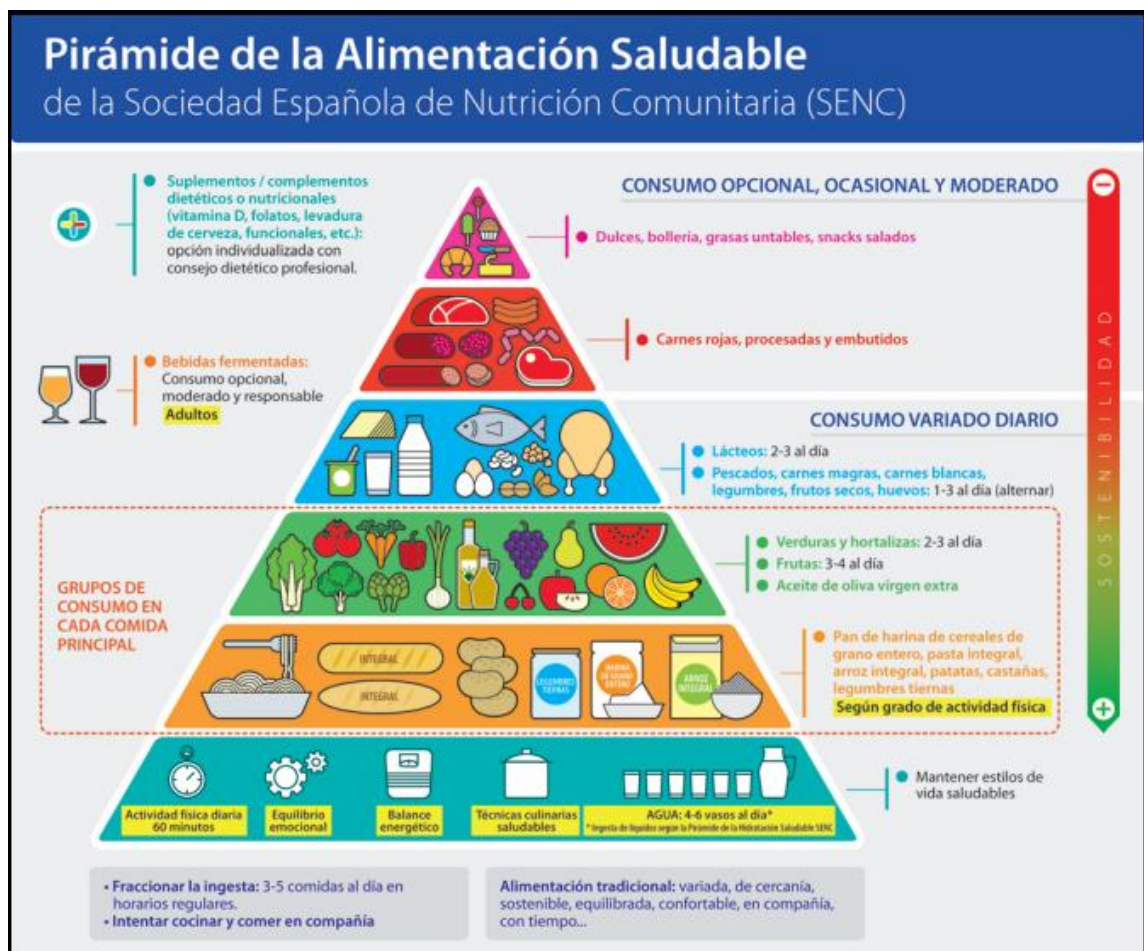 Pirámide de la Alimentación Saludable
de la Sociedad Española de Nutrición Comunitaria (SENC)
Suplementos / complementos
dietéticos o nutricionales
(vitamina D, folatos, levadura
de cerveza, funcionales, etc.):
opción individualizada con
consejo dietético profesional.
CONSUMO OPCIONAL, OCASIONAL Y MODERADO
Dulces, bollería, grasas untables, snacks salados
Carnes rojas, procesadas y embutidos
Bebidas fermentadas:
Consumo opcional,
moderado y responsable
Adultos
CONSUMO VARIADO DIARIO
Lácteos: 2-3 al día
Pescados, carnes magras, carnes blancas,
legumbres, frutos secos, huevos: 1-3 al día (alternar)
SOSTENIBILIDAD
GRUPOS DE
CONSUMO EN
CADA COMIDA
PRINCIPAL
Verduras y hortalizas: 2-3 al día
Frutas: 3-4 al día
Aceite de oliva virgen extra
INTEGRAL
INTEGRAL
LEGUMBRES
TIERNAS
HARINA
DE GRANO
ENTERO
ARROZ
INTEGRAL
Pan de harina de cereales de
grano entero, pasta integral,
arroz integral, patatas, castañas,
legumbres tiernas
Según grado de actividad física
Actividad física diaria
60 minutos
Equilibrio
emocional
Balance
energético
Técnicas culinarias
saludables
AGUA: 4-6 vasos al día*
* Ingesta de líquidos según la Pirámide de la Hidratación Saludable SENC
Mantener estilos de
vida saludables
• Fraccionar la ingesta: 3-5 comidas al día en
horarios regulares.
• Intentar cocinar y comer en compañía
Alimentación tradicional: variada, de cercanía,
sostenible, equilibrada, confortable, en compañía,
con tiempo...